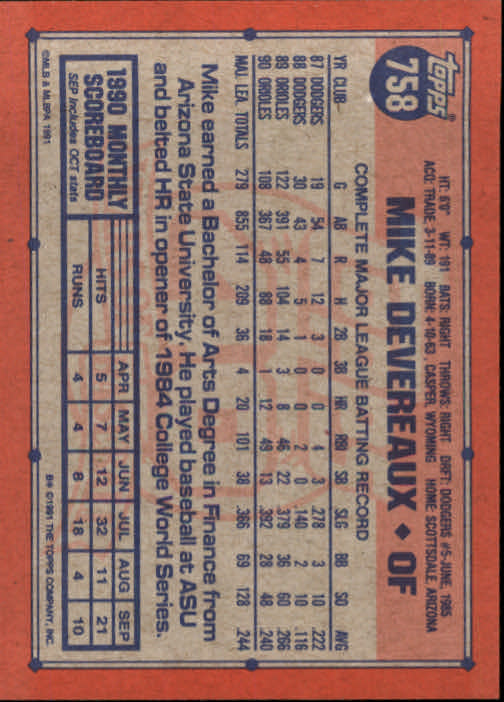 Topps
758
MIKE DEVEREAUX ♦ OF
HT: 6'0" WT: 191 BATS: RIGHT THROWS: RIGHT DRFT: DODGERS #5-JUNE, 1985
ACQ: TRADE 3-11-89 BORN: 4-10-63, CASPER, WYOMING HOME: SCOTTSDALE, ARIZONA
COMPLETE MAJOR LEAGUE BATTING RECORD
YR CLUB G AB R H 2B 3B HR RBI SB SLG BB SO AVG
87 DODGERS 19 54 7 12 3 0 0 4 3 .278 3 10 .222
88 DODGERS 30 43 4 5 1 0 0 2 0 .140 2 10 .116
89 ORIOLES 122 391 55 104 14 3 8 46 22 .379 36 60 .266
90 ORIOLES 108 367 48 88 18 1 12 49 13 .392 28 48 .240
MAJ. LEA. TOTALS 279 855 114 209 36 4 20 101 38 .366 69 128 .244
Mike earned a Bachelor of Arts Degree in Finance from
Arizona State University. He played baseball at ASU
and belted HR in opener of 1984 College World Series.
1990 MONTHLY
SCOREBOARD
SEP Includes OCT stats
APR MAY JUN JUL AUG SEP
HITS 5 7 12 32 11 21
RUNS 4 4 8 18 4 10
©MLB & MLBPA 1991
B* ©1991 THE TOPPS COMPANY, INC.